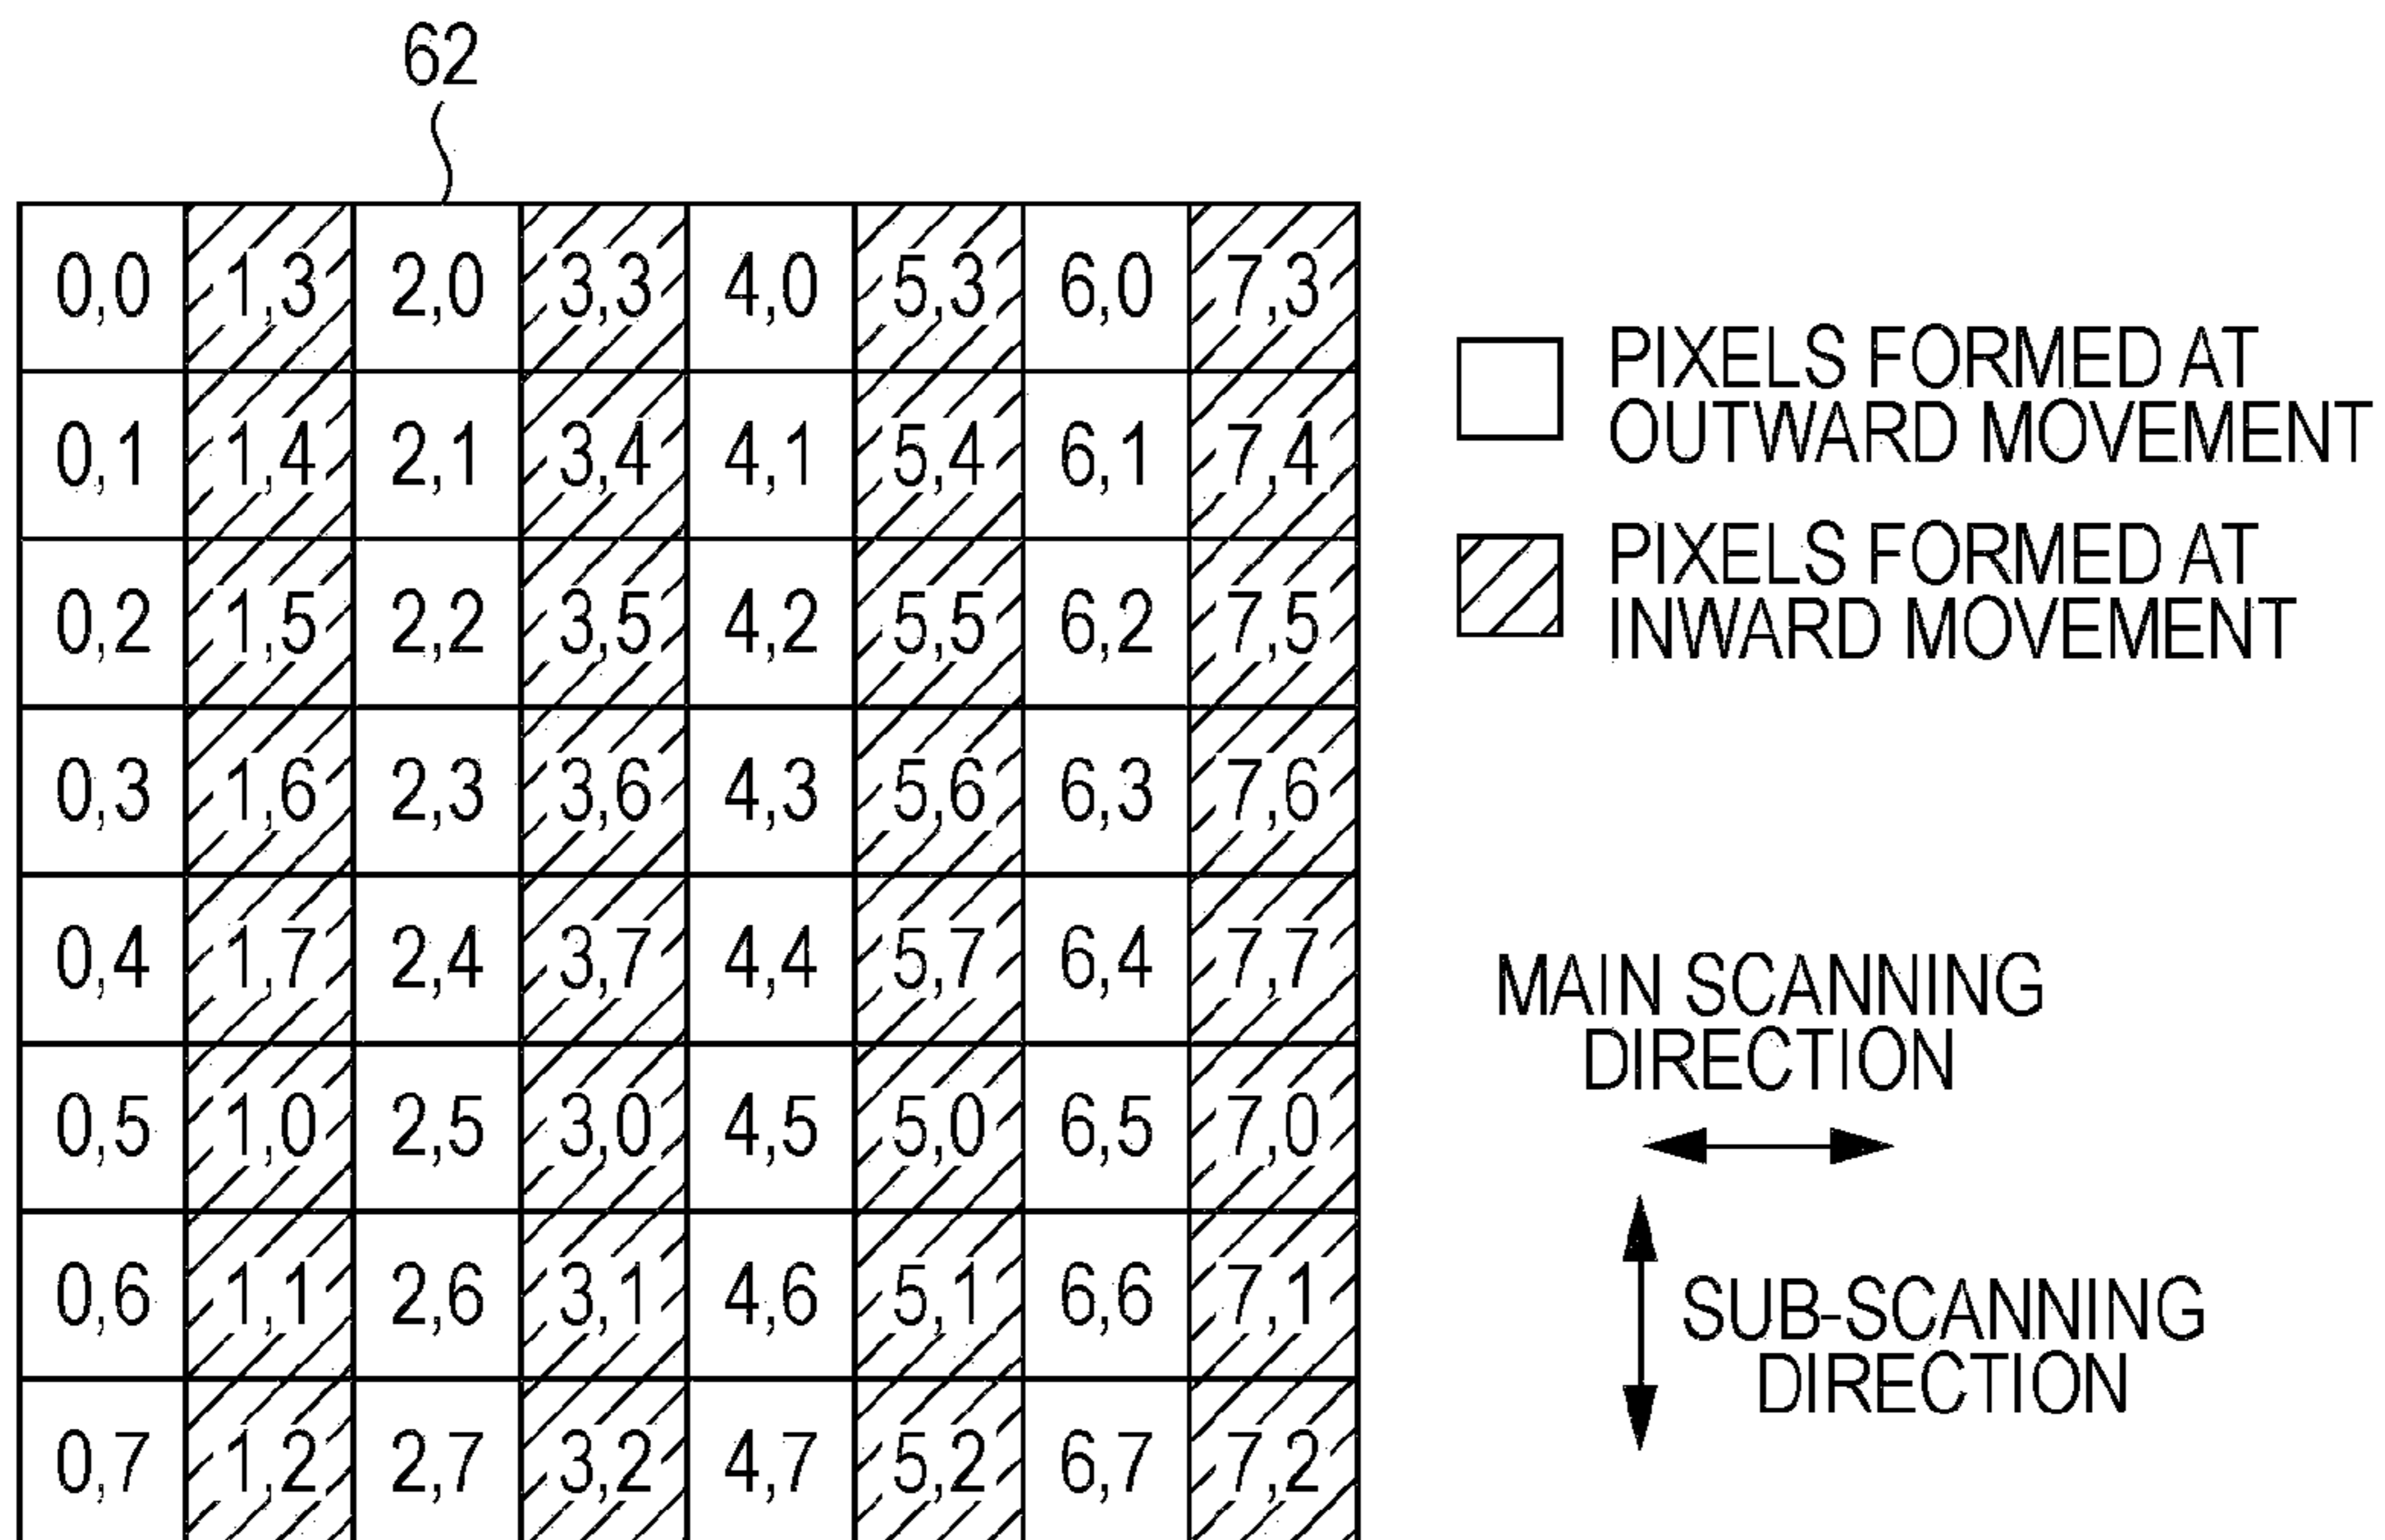 62
0,0 1,3 2,0 3,3 4,0 5,3 6,0 7,3
0,1 1,4 2,1 3,4 4,1 5,4 6,1 7,4
0,2 1,5 2,2 3,5 4,2 5,5 6,2 7,5
0,3 1,6 2,3 3,6 4,3 5,6 6,3 7,6
0,4 1,7 2,4 3,7 4,4 5,7 6,4 7,7
0,5 1,0 2,5 3,0 4,5 5,0 6,5 7,0
0,6 1,1 2,6 3,1 4,6 5,1 6,6 7,1
0,7 1,2 2,7 3,2 4,7 5,2 6,7 7,2
PIXELS FORMED AT
OUTWARD MOVEMENT
PIXELS FORMED AT
INWARD MOVEMENT
MAIN SCANNING
DIRECTION
SUB-SCANNING
DIRECTION